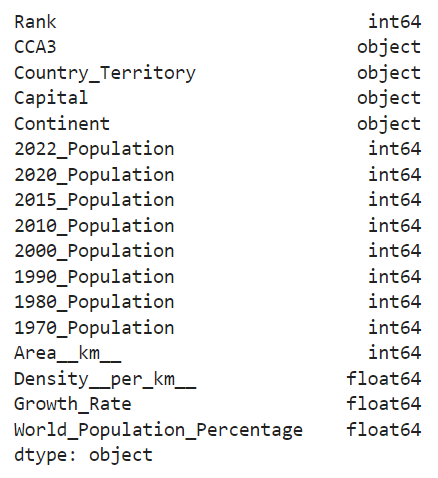 Rank int64
CCA3 object
Country_Territory object
Capital object
Continent object
2022_Population int64
2020_Population int64
2015_Population int64
2010_Population int64
2000_Population int64
1990_Population int64
1980_Population int64
1970_Population int64
Area__km__ int64
Density__per_km__ float64
Growth_Rate float64
World_Population_Percentage float64
dtype: object